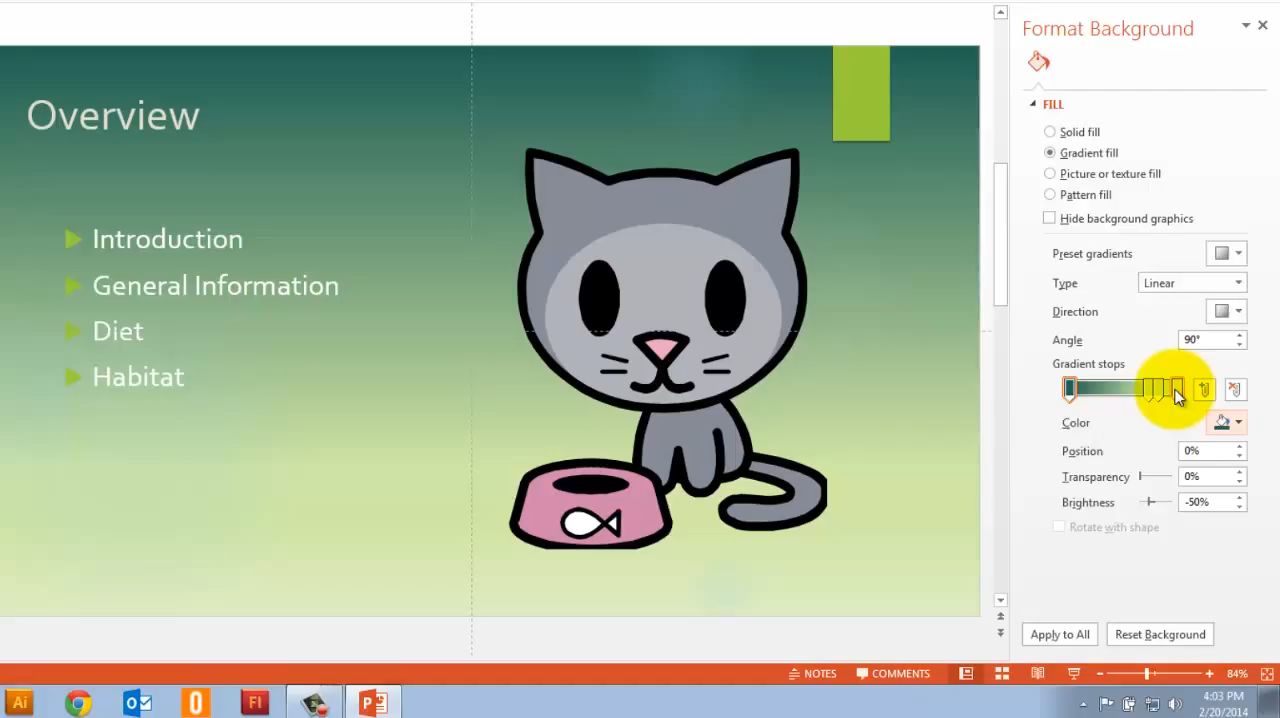 Format Background
Overview
FILL
Solid fill
Gradient fill
Picture or texture fill
Pattern fill
Hide background graphics
Introduction
General Information
Diet
Habitat
Preset gradients
Type Linear
Direction
Angle 90°
Gradient stops
Color
Position 0%
Transparency 0%
Brightness -50%
Rotate with shape
Apply to All Reset Background
NOTES COMMENTS 84%
Ai Fl P
4:03 PM
2/20/2014